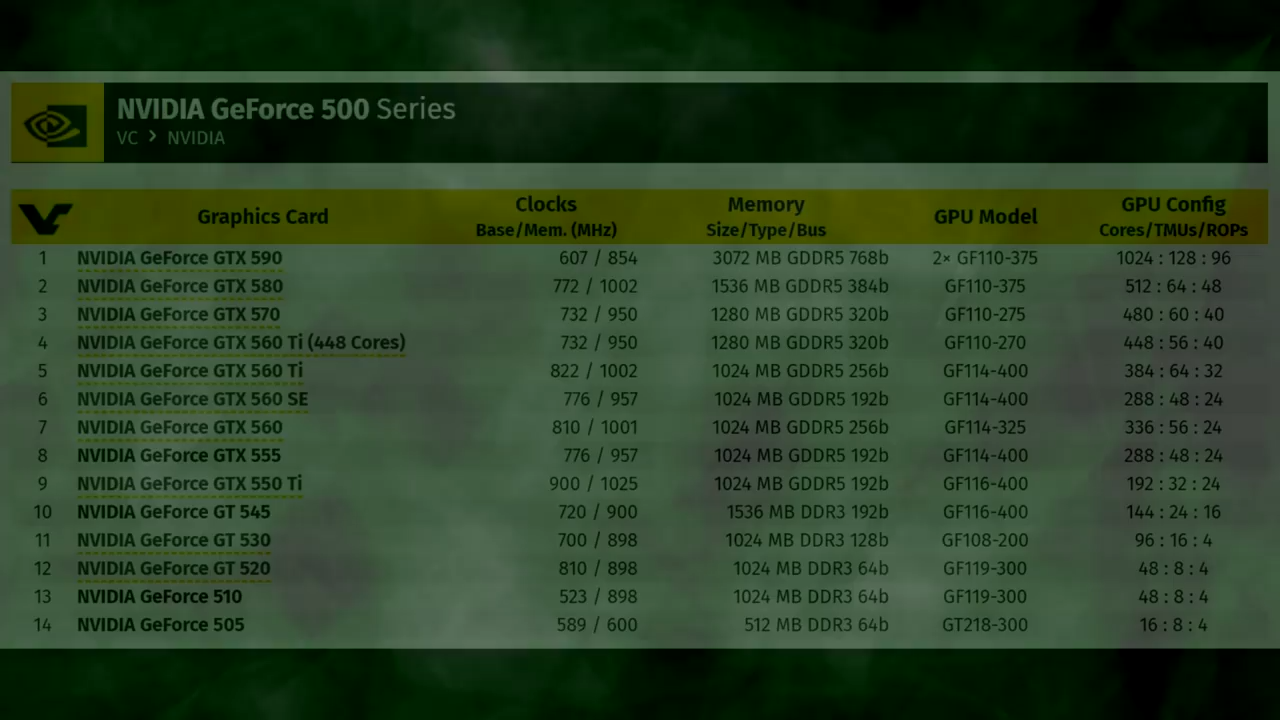 NVIDIA GeForce 500 Series
VC > NVIDIA
Graphics Card Clocks Base/Mem. (MHz) Memory Size/Type/Bus GPU Model GPU Config Cores/TMUs/ROPs
1 NVIDIA GeForce GTX 590 607 / 854 3072 MB GDDR5 768b 2× GF110-375 1024 : 128 : 96
2 NVIDIA GeForce GTX 580 772 / 1002 1536 MB GDDR5 384b GF110-375 512 : 64 : 48
3 NVIDIA GeForce GTX 570 732 / 950 1280 MB GDDR5 320b GF110-275 480 : 60 : 40
4 NVIDIA GeForce GTX 560 Ti (448 Cores) 732 / 950 1280 MB GDDR5 320b GF110-270 448 : 56 : 40
5 NVIDIA GeForce GTX 560 Ti 822 / 1002 1024 MB GDDR5 256b GF114-400 384 : 64 : 32
6 NVIDIA GeForce GTX 560 SE 776 / 957 1024 MB GDDR5 192b GF114-400 288 : 48 : 24
7 NVIDIA GeForce GTX 560 810 / 1001 1024 MB GDDR5 256b GF114-325 336 : 56 : 24
8 NVIDIA GeForce GTX 555 776 / 957 1024 MB GDDR5 192b GF114-400 288 : 48 : 24
9 NVIDIA GeForce GTX 550 Ti 900 / 1025 1024 MB GDDR5 192b GF116-400 192 : 32 : 24
10 NVIDIA GeForce GT 545 720 / 900 1536 MB DDR3 192b GF116-400 144 : 24 : 16
11 NVIDIA GeForce GT 530 700 / 898 1024 MB DDR3 128b GF108-200 96 : 16 : 4
12 NVIDIA GeForce GT 520 810 / 898 1024 MB DDR3 64b GF119-300 48 : 8 : 4
13 NVIDIA GeForce 510 523 / 898 1024 MB DDR3 64b GF119-300 48 : 8 : 4
14 NVIDIA GeForce 505 589 / 600 512 MB DDR3 64b GT218-300 16 : 8 : 4